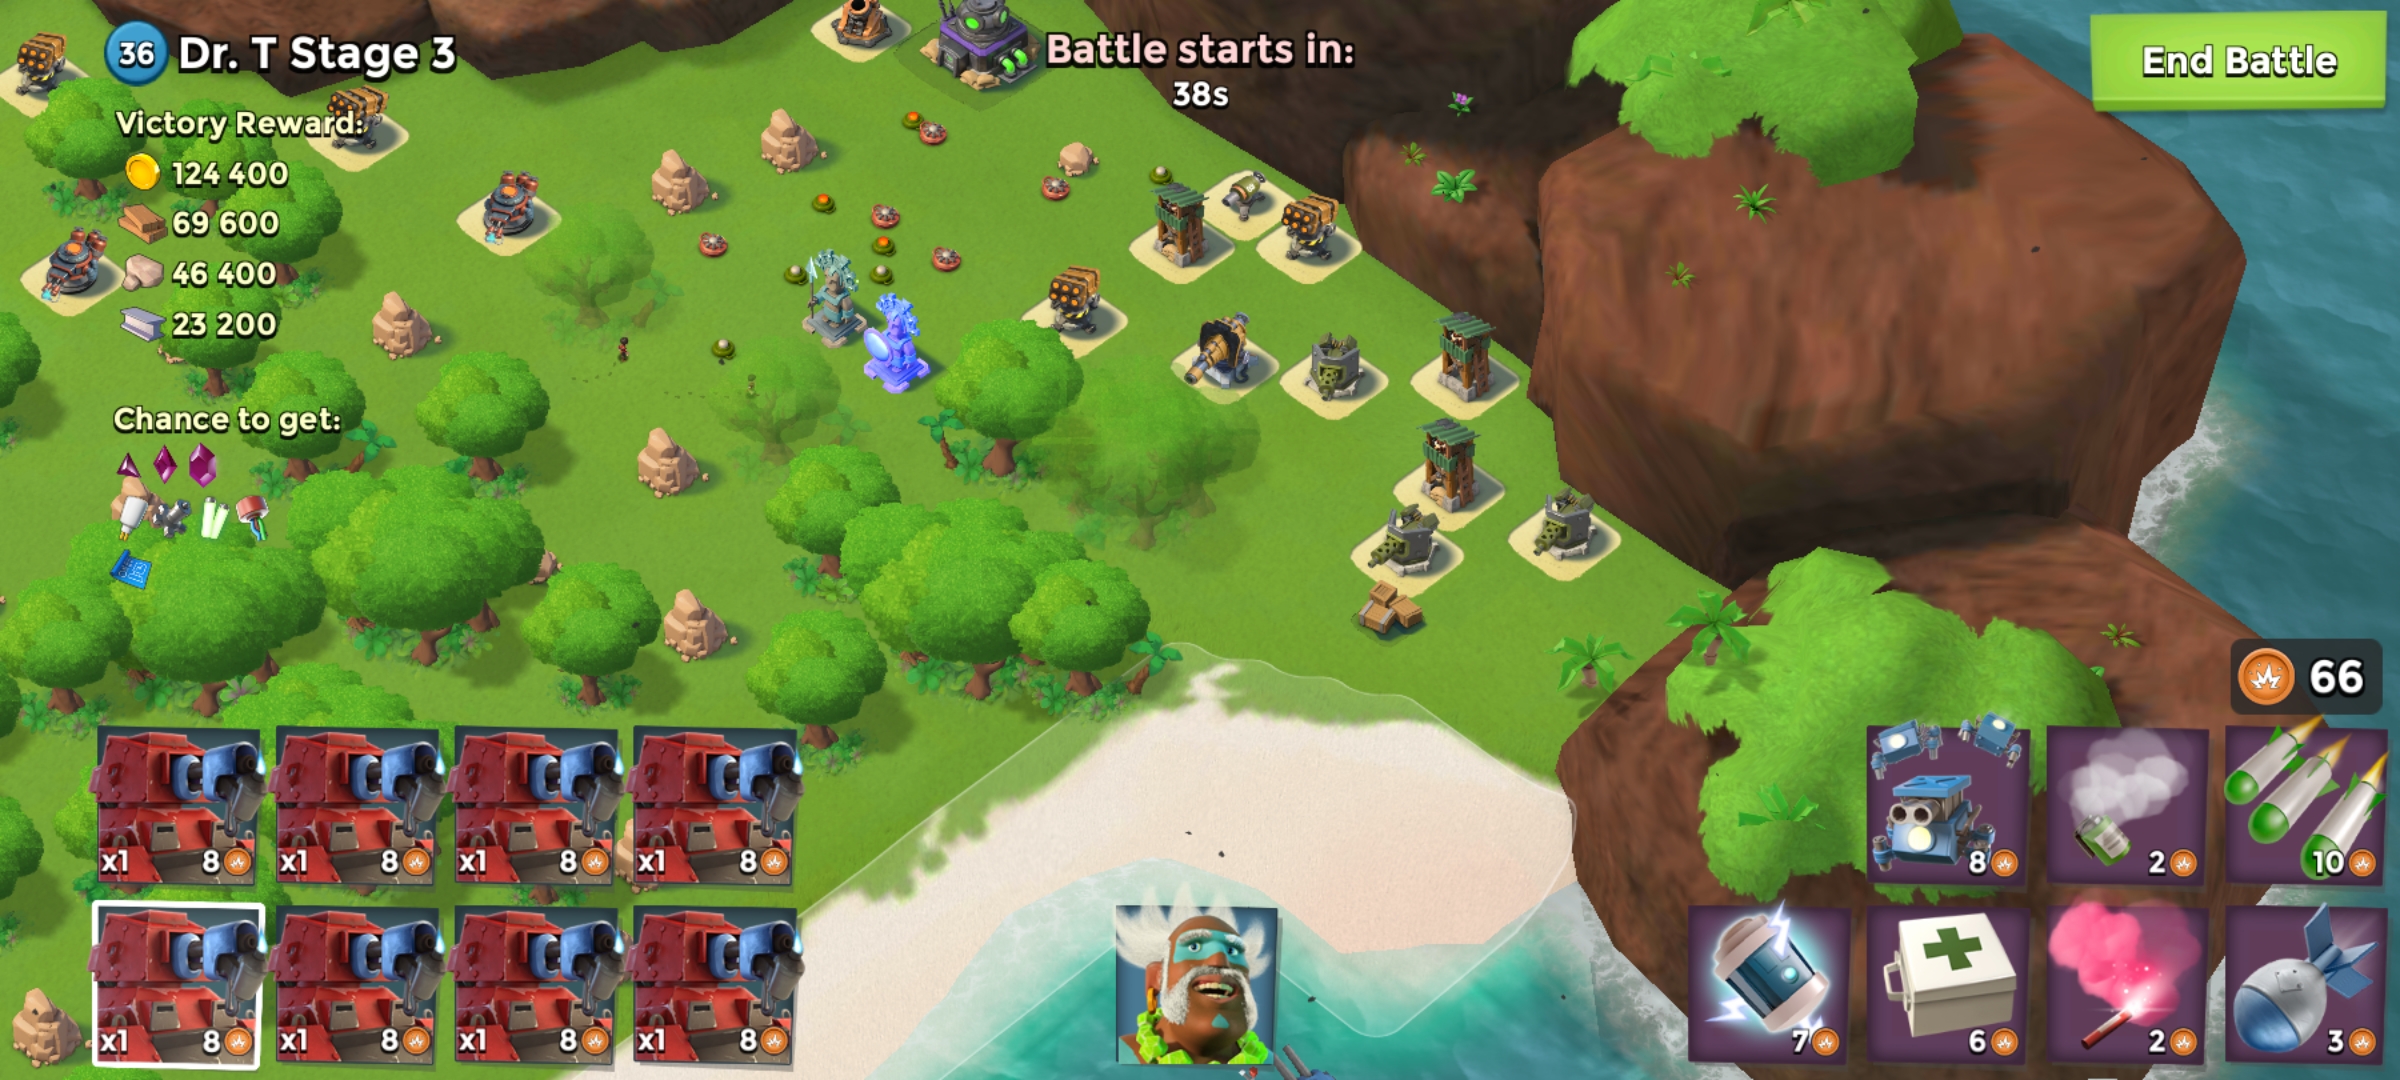 36 Dr. T Stage 3
Battle starts in:
38s
End Battle
Victory Reward:
124 400
69 600
46 400
23 200
Chance to get:
66
x1 8
x1 8
x1 8
x1 8
8
2
10
x1 8
x1 8
x1 8
x1 8
7
6
2
3